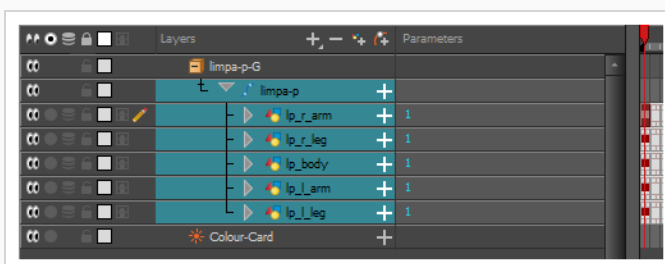 Layers Parameters
limpa-p-G
limpa-p
lp_r_arm 1
lp_r_leg 1
lp_body 1
lp_l_arm 1
lp_l_leg 1
Colour-Card